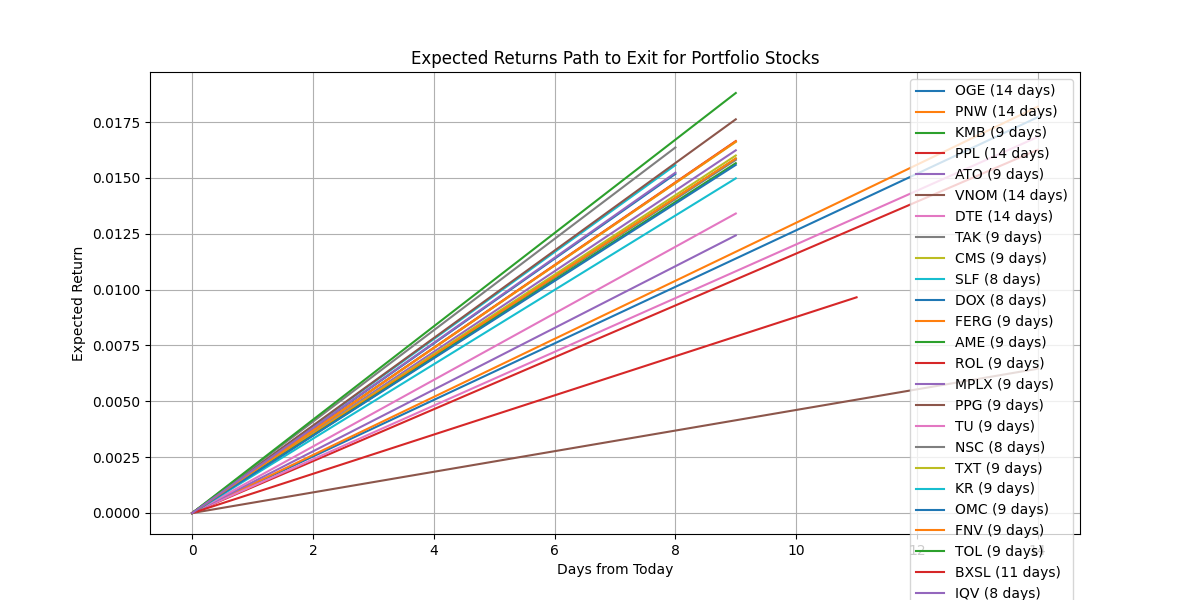 Expected Returns Path to Exit for Portfolio Stocks
Expected Return
0.0175
0.0150
0.0125
0.0100
0.0075
0.0050
0.0025
0.0000
0 2 4 6 8 10 12 14
Days from Today
OGE (14 days)
PNW (14 days)
KMB (9 days)
PPL (14 days)
ATO (9 days)
VNOM (14 days)
DTE (14 days)
TAK (9 days)
CMS (9 days)
SLF (8 days)
DOX (8 days)
FERG (9 days)
AME (9 days)
ROL (9 days)
MPLX (9 days)
PPG (9 days)
TU (9 days)
NSC (8 days)
TXT (9 days)
KR (9 days)
OMC (9 days)
FNV (9 days)
TOL (9 days)
BXSL (11 days)
IQV (8 days)